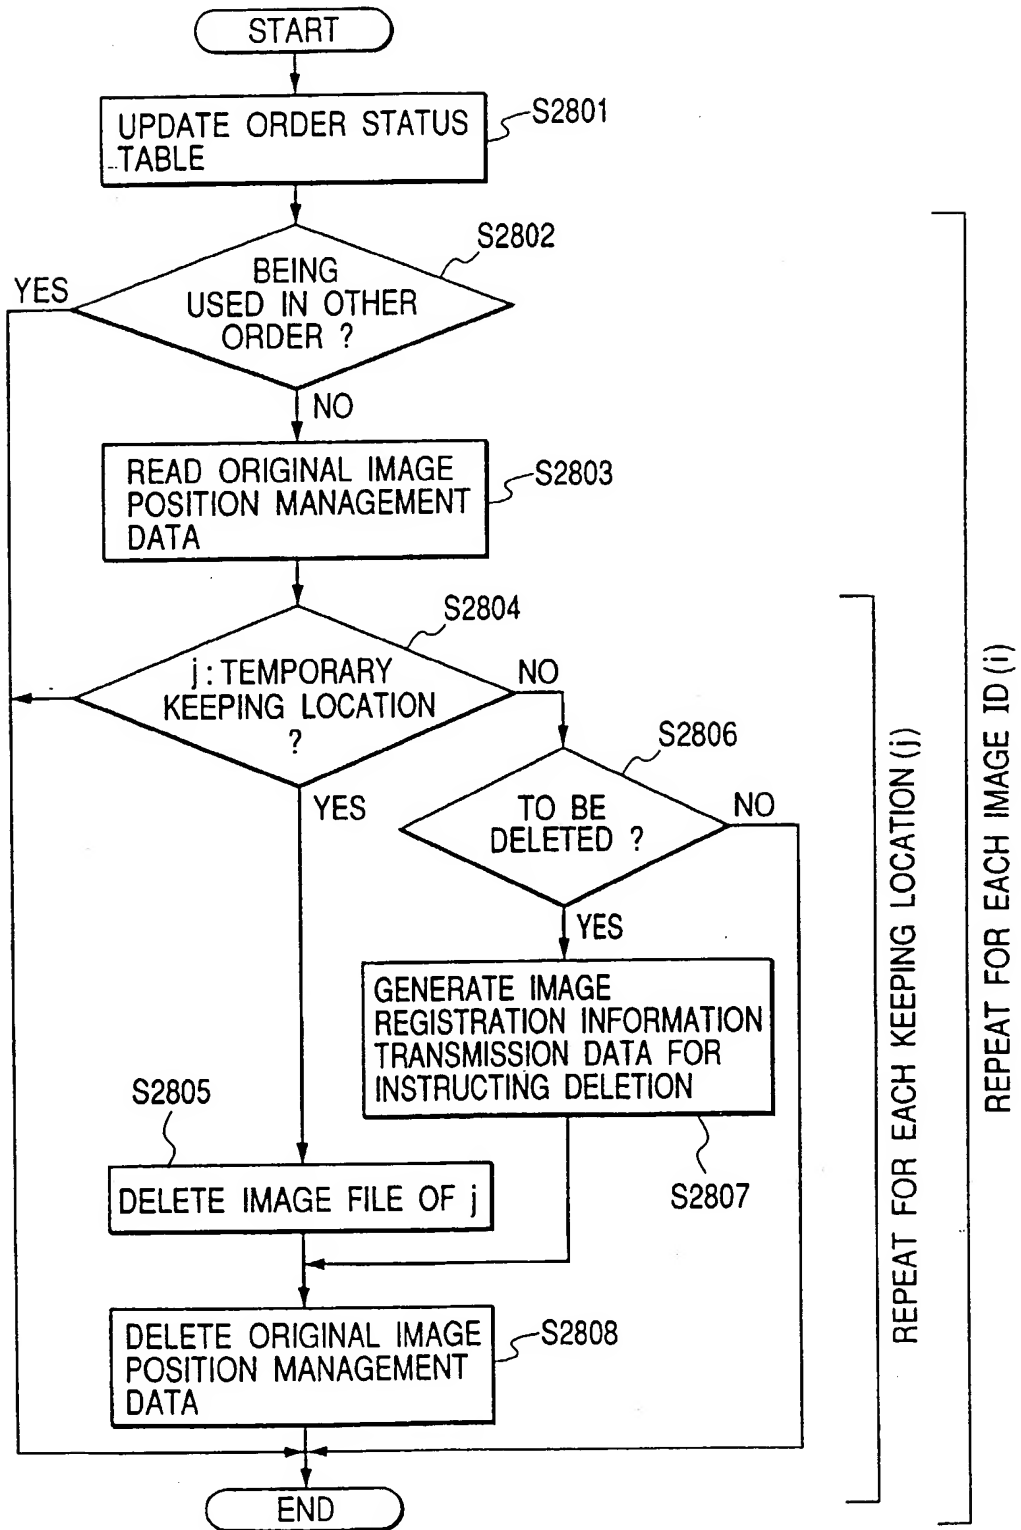 START
UPDATE ORDER STATUS
TABLE
S2801
S2802
BEING
USED IN OTHER
ORDER ?
YES
NO
READ ORIGINAL IMAGE
POSITION MANAGEMENT
DATA
S2803
S2804
j : TEMPORARY
KEEPING LOCATION
?
NO
YES
S2806
TO BE
DELETED ?
NO
YES
GENERATE IMAGE
REGISTRATION INFORMATION
TRANSMISSION DATA FOR
INSTRUCTING DELETION
S2807
S2805
DELETE IMAGE FILE OF j
DELETE ORIGINAL IMAGE
POSITION MANAGEMENT
DATA
S2808
END
REPEAT FOR EACH KEEPING LOCATION (j)
REPEAT FOR EACH IMAGE ID (i)